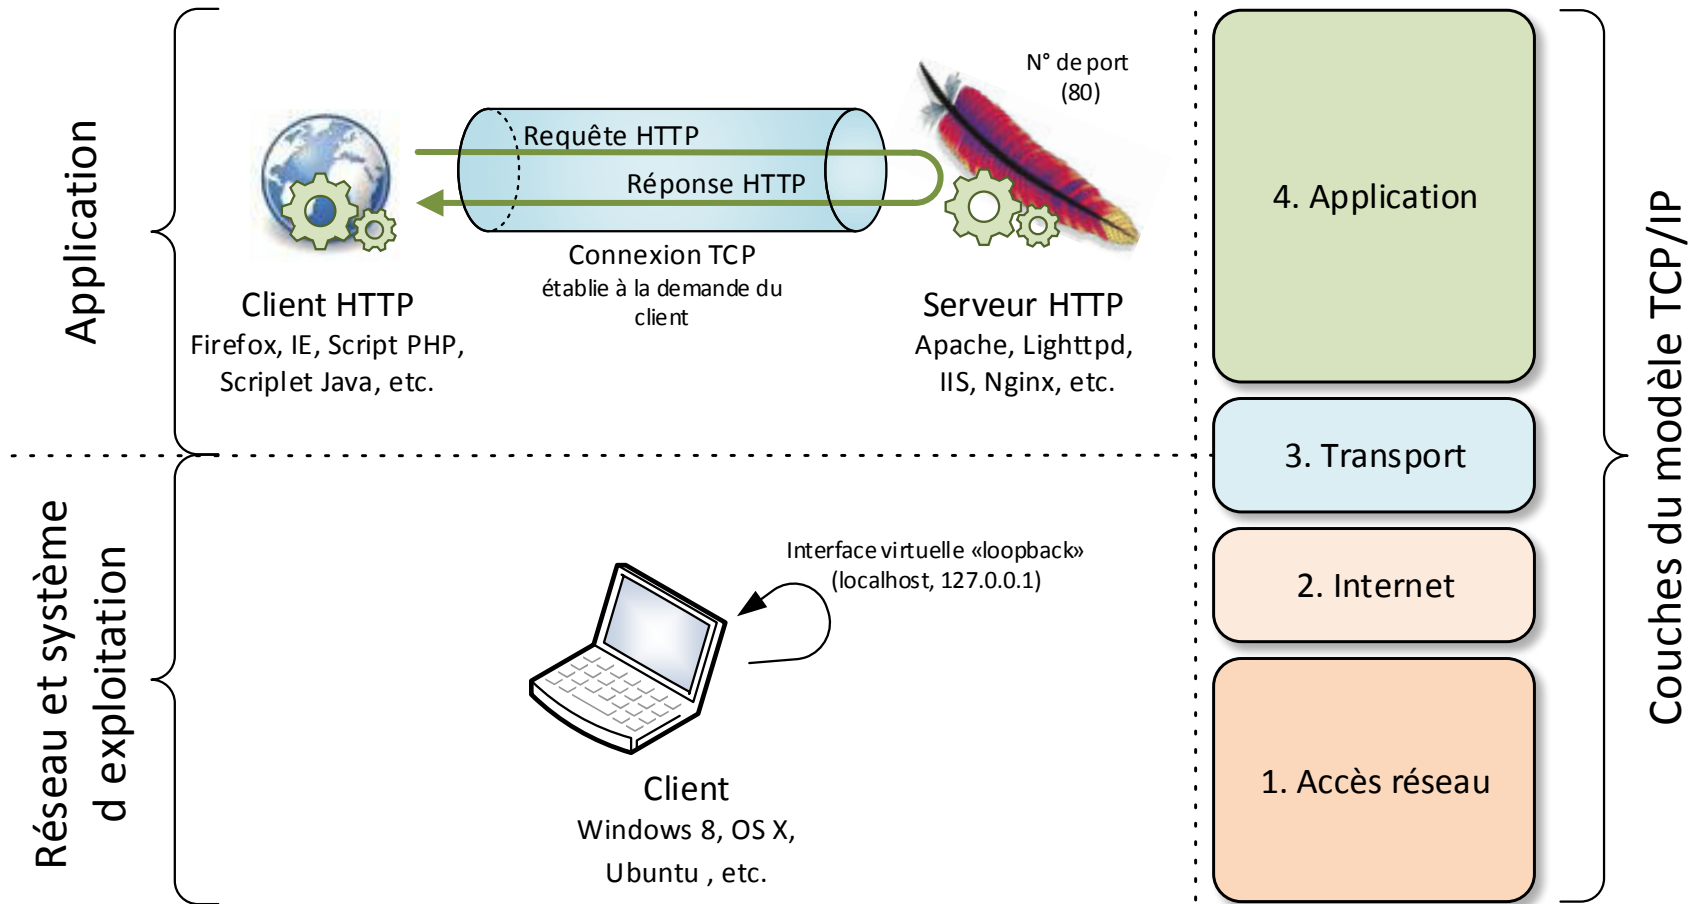 Application
N° de port
(80)
Requête HTTP
Réponse HTTP
Connexion TCP
établie à la demande du
client
Client HTTP
Firefox, IE, Script PHP,
Scriplet Java, etc.
Serveur HTTP
Apache, Lighttpd,
IIS, Nginx, etc.
Réseau et système
d exploitation
Interface virtuelle «loopback»
(localhost, 127.0.0.1)
Client
Windows 8, OS X,
Ubuntu , etc.
4. Application
3. Transport
2. Internet
1. Accès réseau
Couches du modèle TCP/IP